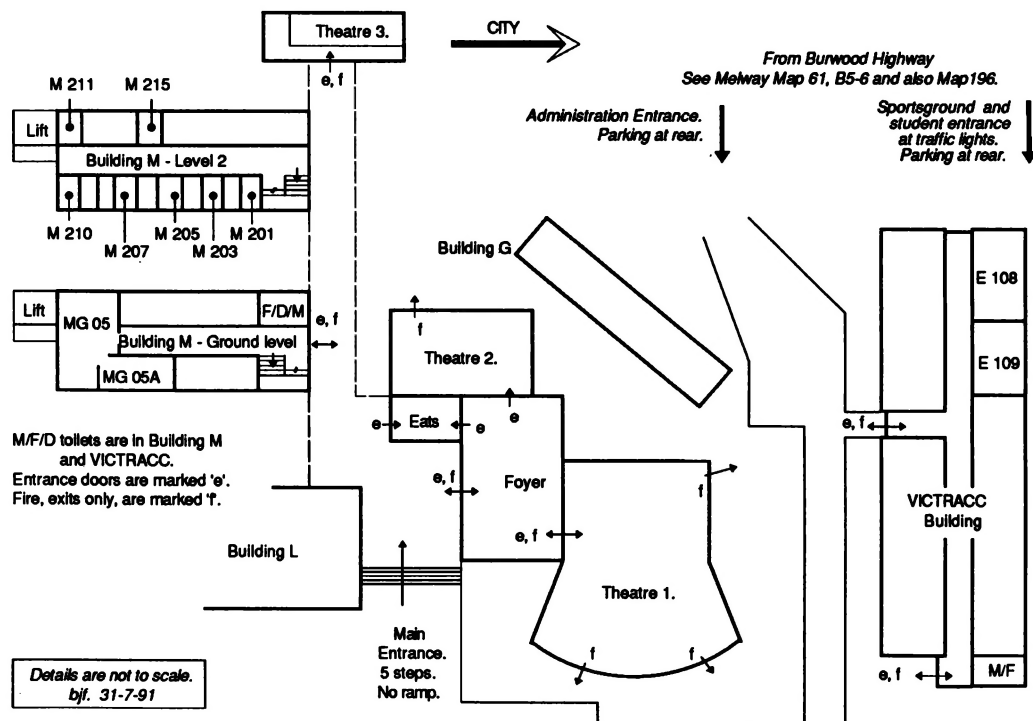 Theatre 3.
e, f
CITY
From Burwood Highway
See Melway Map 61, B5-6 and also Map196.
Administration Entrance.
Parking at rear.
Sportsground and
student entrance
at traffic lights.
Parking at rear.
M 211
M 215
Lift
Building M - Level 2
M 210
M 207
M 205
M 203
M 201
Building G
Lift
MG 05
F/D/M
e, f
Building M - Ground level
MG 05A
f
Theatre 2.
e
Eats
e
e
E 108
E 109
e, f
M/F/D toilets are in Building M
and VICTRACC.
Entrance doors are marked 'e'.
Fire, exits only, are marked 'f'.
e, f
Foyer
f
e, f
VICTRACC
Building
Building L
Theatre 1.
Main
Entrance.
5 steps.
No ramp.
f
f
e, f
M/F
Details are not to scale.
bjf. 31-7-91